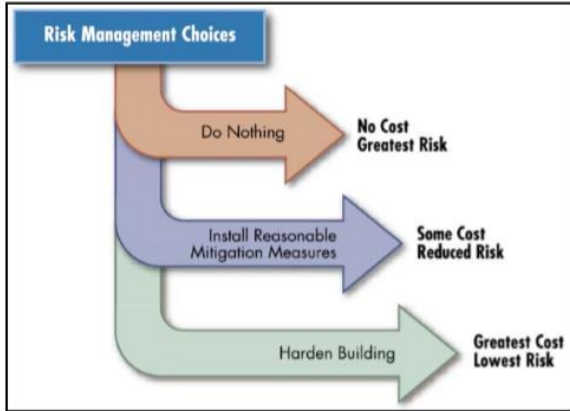 Risk Management Choices
Do Nothing
No Cost
Greatest Risk
Install Reasonable
Mitigation Measures
Some Cost
Reduced Risk
Harden Building
Greatest Cost
Lowest Risk